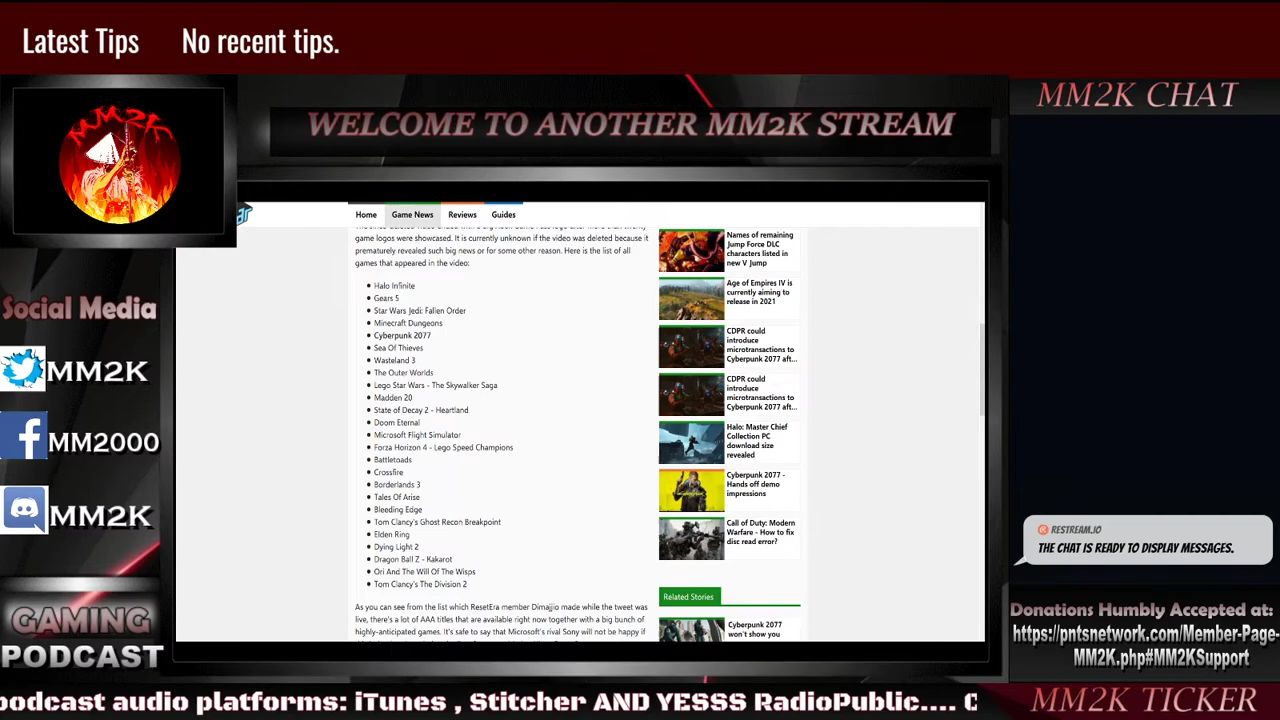 Latest Tips No recent tips.
MM2K
WELCOME TO ANOTHER MM2K STREAM
MM2K CHAT
Home Game News Reviews Guides
game logos were showcased. It is currently unknown if the video was deleted because it
prematurely revealed such big news or for some other reason. Here is the list of all
games that appeared in the video:
Halo Infinite
Gears 5
Star Wars Jedi: Fallen Order
Minecraft Dungeons
Cyberpunk 2077
Sea Of Thieves
Wasteland 3
The Outer Worlds
Lego Star Wars - The Skywalker Saga
Madden 20
State of Decay 2 - Heartland
Doom Eternal
Microsoft Flight Simulator
Forza Horizon 4 - Lego Speed Champions
Battletoads
Crossfire
Borderlands 3
Tales Of Arise
Bleeding Edge
Tom Clancy's Ghost Recon Breakpoint
Elden Ring
Dying Light 2
Dragon Ball Z - Kakarot
Ori And The Will Of The Wisps
Tom Clancy's The Division 2
As you can see from the list which ResetEra member Dimajjio made while the tweet was
live, there's a lot of AAA titles that are available right now together with a big bunch of
highly-anticipated games. It's safe to say that Microsoft's rival Sony will not be happy if
Names of remaining
Jump Force DLC
characters listed in
new V Jump
Age of Empires IV is
currently aiming to
release in 2021
CDPR could
introduce
microtransactions to
Cyberpunk 2077 aft...
CDPR could
introduce
microtransactions to
Cyberpunk 2077 aft...
Halo: Master Chief
Collection PC
download size
revealed
Cyberpunk 2077 -
Hands off demo
impressions
Call of Duty: Modern
Warfare - How to fix
disc read error?
Related Stories
Cyberpunk 2077
won't show you
Social Media
MM2K
MM2000
MM2K
GAMING
PODCAST
RESTREAM.IO
THE CHAT IS READY TO DISPLAY MESSAGES.
Donations Humbly Accepted at:
https://pntsnetwork.com/Member-Page-
MM2K.php#MM2KSupport
podcast audio platforms: iTunes , Stitcher AND YESSS RadioPublic.... C
MM2K TICKER